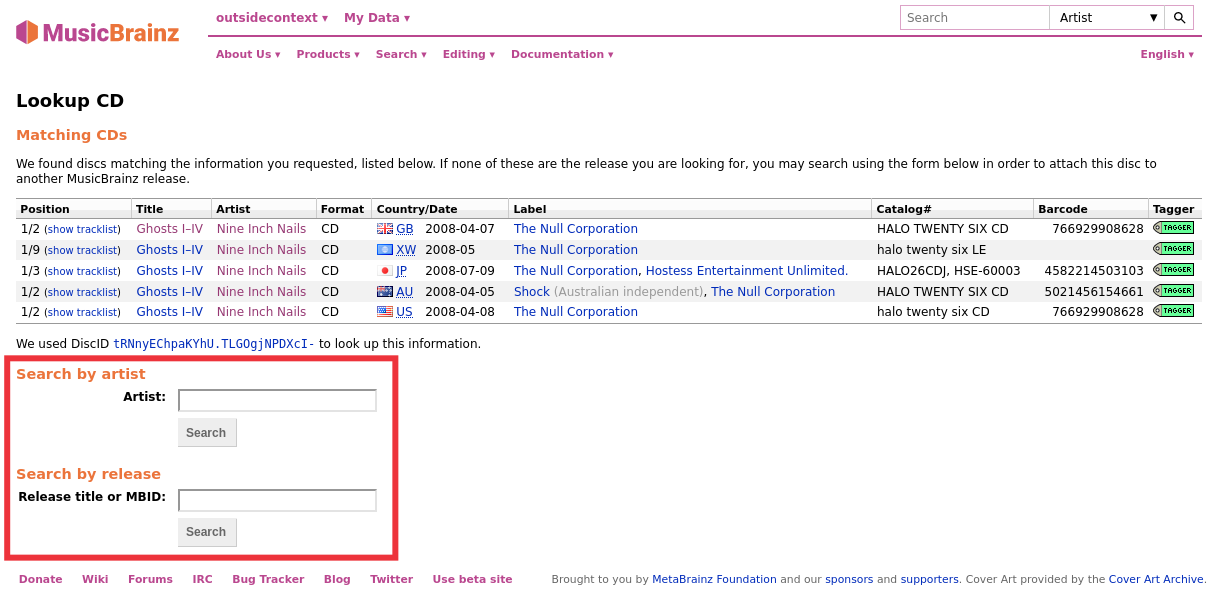 MusicBrainz
outsidecontext ▾ My Data ▾
Search Artist ▼
About Us ▾ Products ▾ Search ▾ Editing ▾ Documentation ▾ English ▾
Lookup CD
Matching CDs
We found discs matching the information you requested, listed below. If none of these are the release you are looking for, you may search using the form below in order to attach this disc to
another MusicBrainz release.
Position Title Artist Format Country/Date Label Catalog# Barcode Tagger
1/2 (show tracklist) Ghosts I–IV Nine Inch Nails CD GB 2008-04-07 The Null Corporation HALO TWENTY SIX CD 766929908628 TAGGER
1/9 (show tracklist) Ghosts I–IV Nine Inch Nails CD XW 2008-05 The Null Corporation halo twenty six LE TAGGER
1/3 (show tracklist) Ghosts I–IV Nine Inch Nails CD JP 2008-07-09 The Null Corporation, Hostess Entertainment Unlimited. HALO26CDJ, HSE-60003 4582214503103 TAGGER
1/2 (show tracklist) Ghosts I–IV Nine Inch Nails CD AU 2008-04-05 Shock (Australian independent), The Null Corporation HALO TWENTY SIX CD 5021456154661 TAGGER
1/2 (show tracklist) Ghosts I–IV Nine Inch Nails CD US 2008-04-08 The Null Corporation halo twenty six CD 766929908628 TAGGER
We used DiscID tRNnyEChpaKYhU.TLGOgjNPDXcI- to look up this information.
Search by artist
Artist:
Search
Search by release
Release title or MBID:
Search
Donate Wiki Forums IRC Bug Tracker Blog Twitter Use beta site Brought to you by MetaBrainz Foundation and our sponsors and supporters. Cover Art provided by the Cover Art Archive.